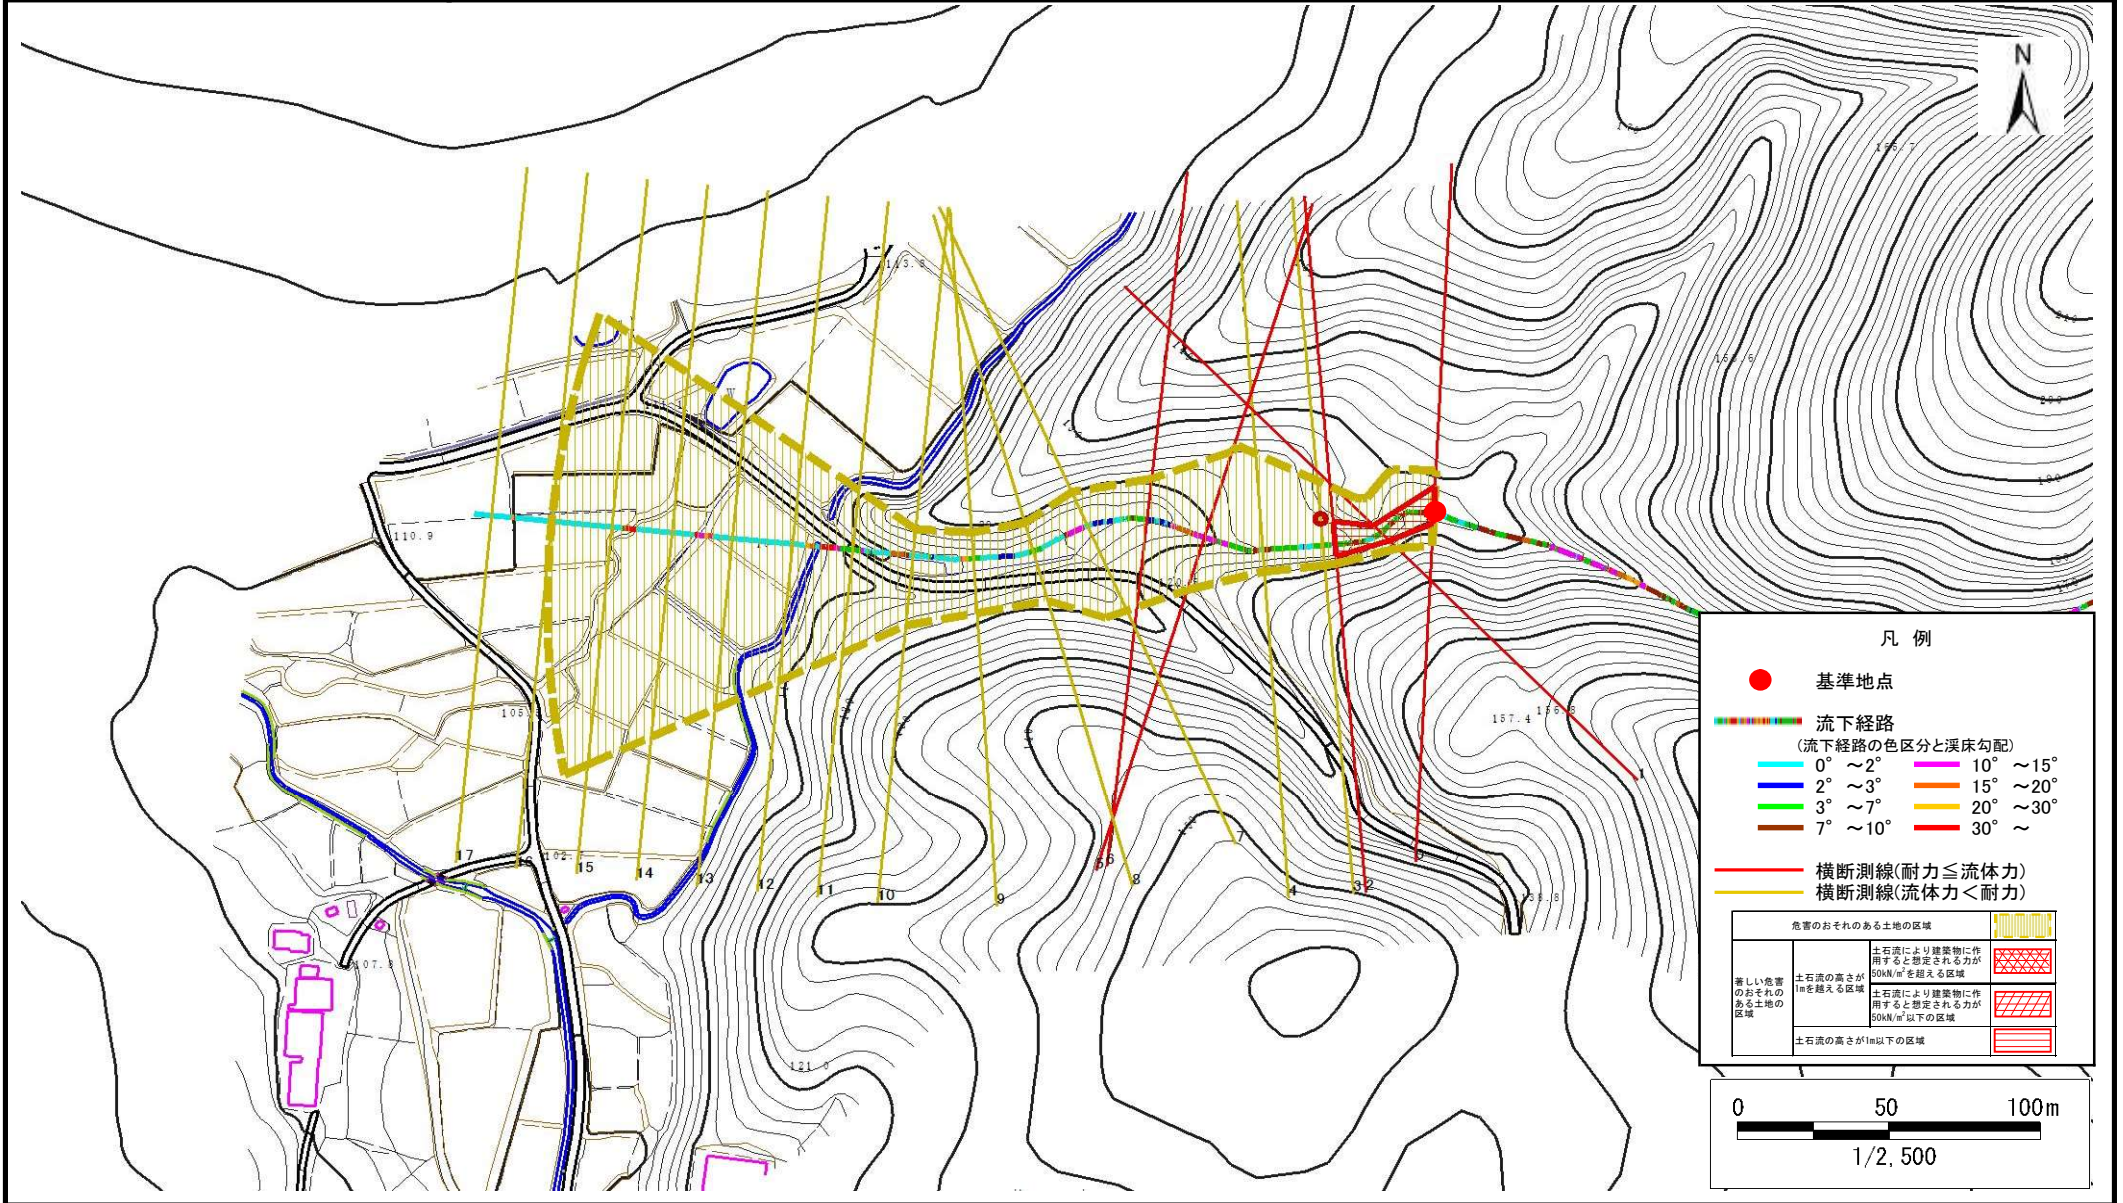 N
113.8
W
110.9
120.5
156.8
157.4
105.
102.
107.8
121.0
17
16
15
14
13
12
11
10
9
5
6
8
7
4
3
2
1
凡 例
基準地点
流下経路
(流下経路の色区分と渓床勾配)
0° ～2° 10° ～15°
2° ～3° 15° ～20°
3° ～7° 20° ～30°
7° ～10° 30° ～
横断測線(耐力≦流体力)
横断測線(流体力＜耐力)
危害のおそれのある土地の区域
著しい危害
のおそれの
ある土地の
区域
土石流の高さが
1mを越える区域
土石流により建築物に作
用すると想定される力が
50kN/m²を超える区域
土石流により建築物に作
用すると想定される力が
50kN/m²以下の区域
土石流の高さが1m以下の区域
0 50 100m
1/2,500